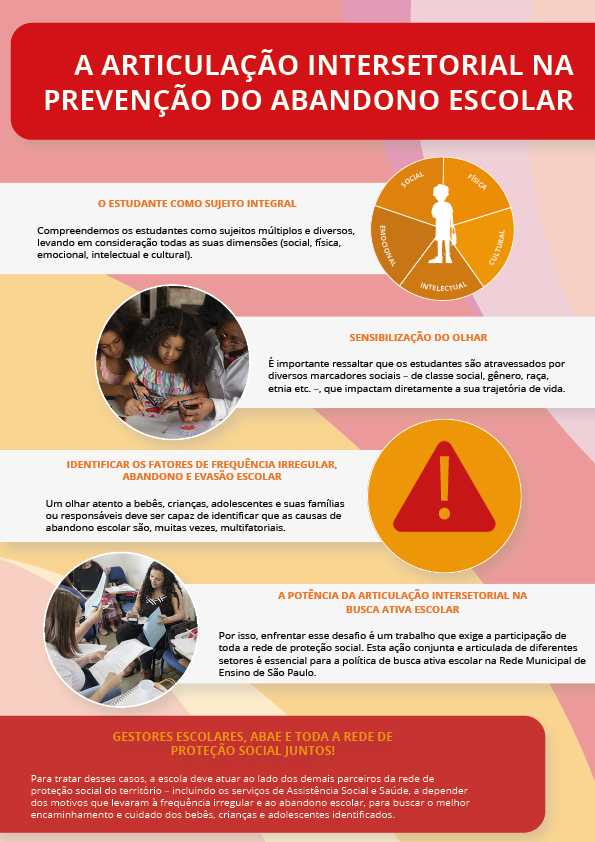 A ARTICULAÇÃO INTERSETORIAL NA
PREVENÇÃO DO ABANDONO ESCOLAR
O ESTUDANTE COMO SUJEITO INTEGRAL
Compreendemos os estudantes como sujeitos múltiplos e diversos,
levando em consideração todas as suas dimensões (social, física,
emocional, intelectual e cultural).
SOCIAL
FÍSICA
EMOCIONAL
CULTURAL
INTELECTUAL
SENSIBILIZAÇÃO DO OLHAR
É importante ressaltar que os estudantes são atravessados por
diversos marcadores sociais – de classe social, gênero, raça,
etnia etc. –, que impactam diretamente a sua trajetória de vida.
IDENTIFICAR OS FATORES DE FREQUÊNCIA IRREGULAR,
ABANDONO E EVASÃO ESCOLAR
Um olhar atento a bebês, crianças, adolescentes e suas famílias
ou responsáveis deve ser capaz de identificar que as causas de
abandono escolar são, muitas vezes, multifatoriais.
!
A POTÊNCIA DA ARTICULAÇÃO INTERSETORIAL NA
BUSCA ATIVA ESCOLAR
Por isso, enfrentar esse desafio é um trabalho que exige a participação de
toda a rede de proteção social. Esta ação conjunta e articulada de diferentes
setores é essencial para a política de busca ativa escolar na Rede Municipal de
Ensino de São Paulo.
GESTORES ESCOLARES, ABAE E TODA A REDE DE
PROTEÇÃO SOCIAL JUNTOS!
Para tratar desses casos, a escola deve atuar ao lado dos demais parceiros da rede de
proteção social do território – incluindo os serviços de Assistência Social e Saúde, a depender
dos motivos que levaram à frequência irregular e ao abandono escolar, para buscar o melhor
encaminhamento e cuidado dos bebês, crianças e adolescentes identificados.